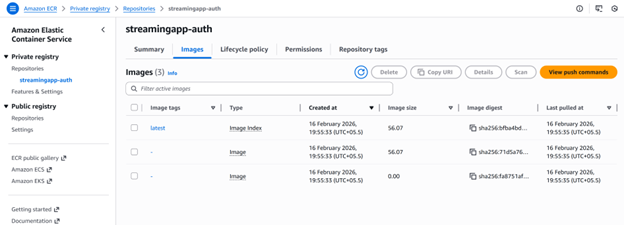 Amazon ECR > Private registry > Repositories > streamingapp-auth
Amazon Elastic
Container Service
Private registry
Repositories
streamingapp-auth
Features & Settings
Public registry
Repositories
Settings
ECR public gallery
Amazon ECS
Amazon EKS
Getting started
Documentation
streamingapp-auth
Summary Images Lifecycle policy Permissions Repository tags
Images (3) Info Delete Copy URI Details Scan View push commands
Filter active images
Image tags Type Created at Image size Image digest Last pulled at
latest Image Index 16 February 2026, 19:55:33 (UTC+05.5) 56.07 sha256:bfba4bd... 16 February 2026, 19:55:35 (UTC+05.5)
- Image 16 February 2026, 19:55:33 (UTC+05.5) 56.07 sha256:71d5a76... 16 February 2026, 19:55:35 (UTC+05.5)
- Image 16 February 2026, 19:55:33 (UTC+05.5) 0.00 sha256:fa8751af... 16 February 2026, 19:55:35 (UTC+05.5)